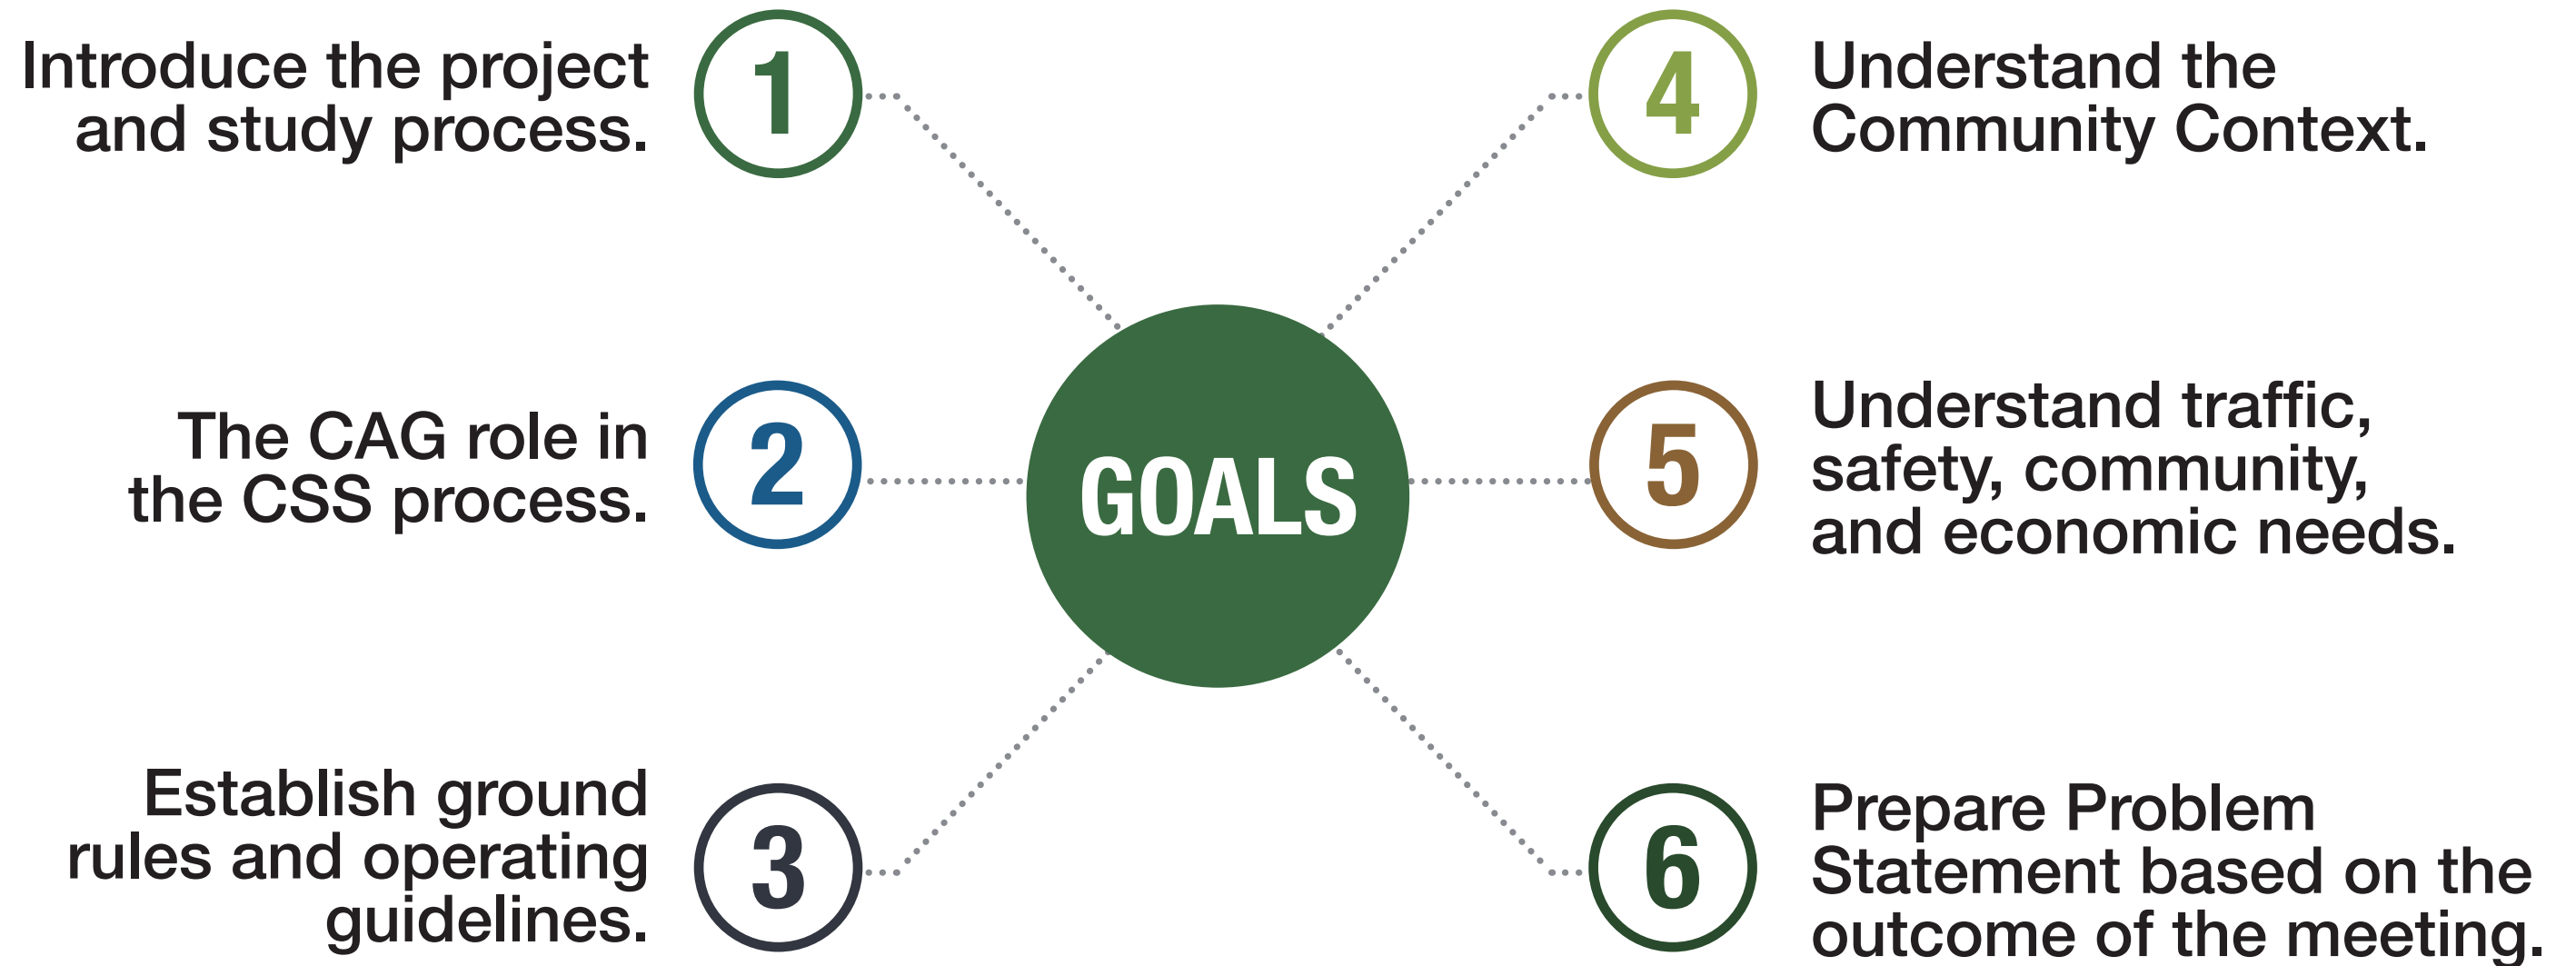 1
Introduce the project
and study process.
2
The CAG role in
the CSS process.
3
Establish ground
rules and operating
guidelines.
GOALS
4
Understand the
Community Context.
5
Understand traffic,
safety, community,
and economic needs.
6
Prepare Problem
Statement based on the
outcome of the meeting.